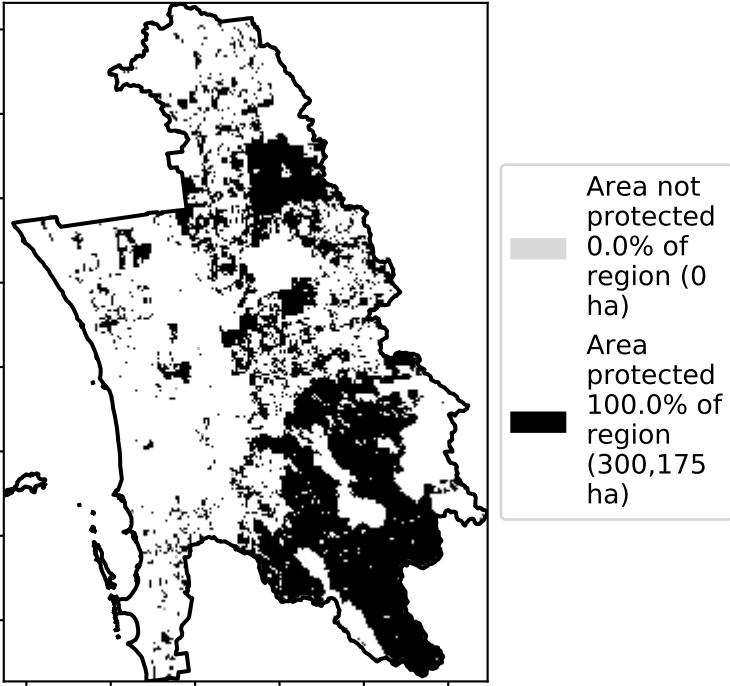 Area not
protected
0.0% of
region (0
ha)
Area
protected
100.0% of
region
(300,175
ha)